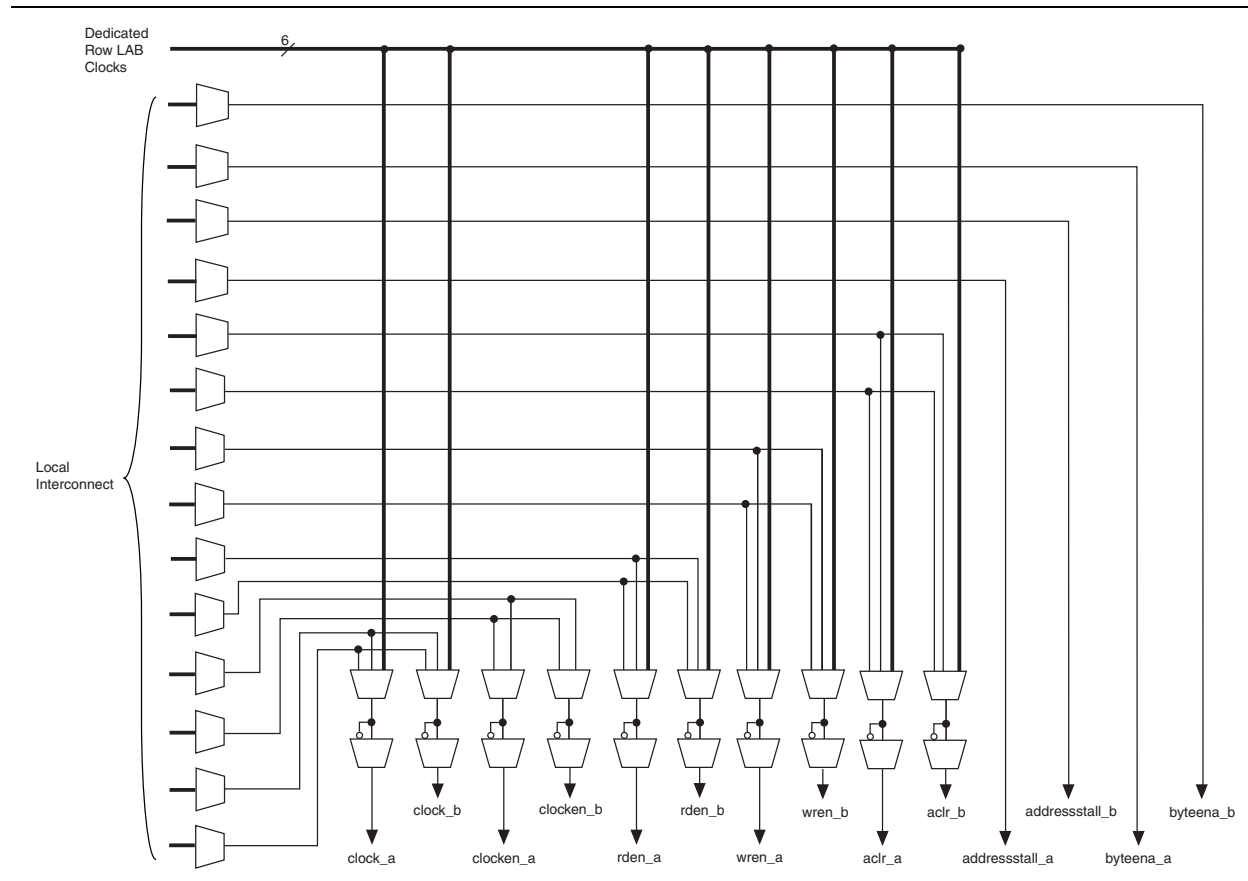 Dedicated
Row LAB
Clocks
6
Local
Interconnect
clock_b
clocken_b
rden_b
wren_b
aclr_b
addressstall_b
byteena_b
clock_a
clocken_a
rden_a
wren_a
aclr_a
addressstall_a
byteena_a